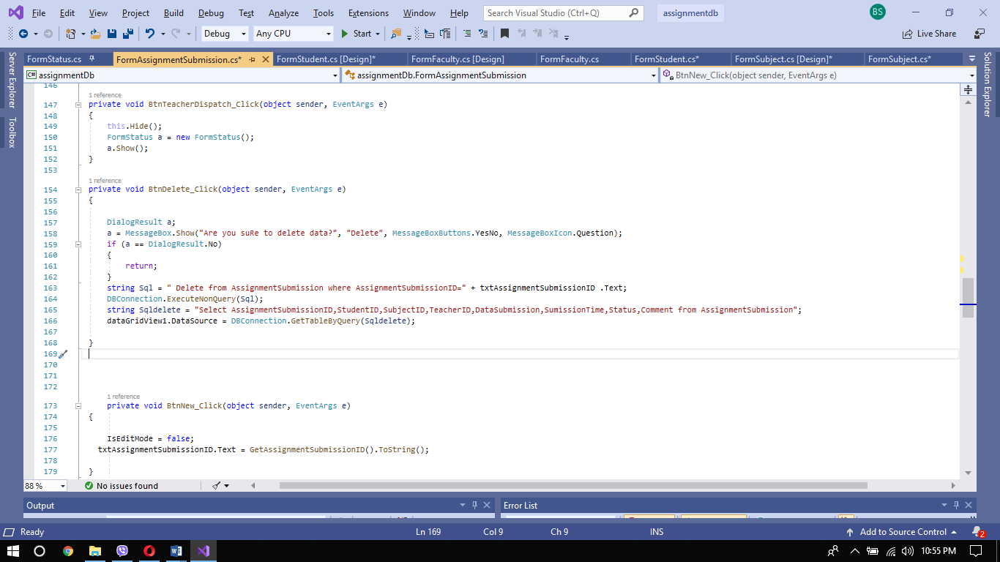 File Edit View Project Build Debug Test Analyze Tools Extensions Window Help Search Visual Studio (Ctrl+Q) assignmentdb BS
Debug Any CPU Start Live Share
FormStatus.cs FormAssignmentSubmission.cs* FormStudent.cs [Design]* FormFaculty.cs [Design] FormFaculty.cs FormStudent.cs* FormSubject.cs [Design]* FormSubject.cs*
Server Explorer
Toolbox
Solution Explorer
C# assignmentDb assignmentDb.FormAssignmentSubmission BtnNew_Click(object sender, EventArgs e)
146
1 reference
147 private void BtnTeacherDispatch_Click(object sender, EventArgs e)
148 {
149 this.Hide();
150 FormStatus a = new FormStatus();
151 a.Show();
152 }
153
1 reference
154 private void BtnDelete_Click(object sender, EventArgs e)
155 {
156
157 DialogResult a;
158 a = MessageBox.Show("Are you suRe to delete data?", "Delete", MessageBoxButtons.YesNo, MessageBoxIcon.Question);
159 if (a == DialogResult.No)
160 {
161 return;
162 }
163 string Sql = " Delete from AssignmentSubmission where AssignmentSubmissionID=" + txtAssignmentSubmissionID .Text;
164 DBConnection.ExecuteNonQuery(Sql);
165 string Sqldelete = "Select AssignmentSubmissionID,StudentID,SubjectID,TeacherID,DataSubmission,SumissionTime,Status,Comment from AssignmentSubmission";
166 dataGridView1.DataSource = DBConnection.GetTableByQuery(Sqldelete);
167
168 }
169
170
171
172
1 reference
173 private void BtnNew_Click(object sender, EventArgs e)
174 {
175
176 IsEditMode = false;
177 txtAssignmentSubmissionID.Text = GetAssignmentSubmissionID().ToString();
178
179 }
88 % No issues found
Output Error List
Ready Ln 169 Col 9 Ch 9 INS Add to Source Control 2
10:55 PM